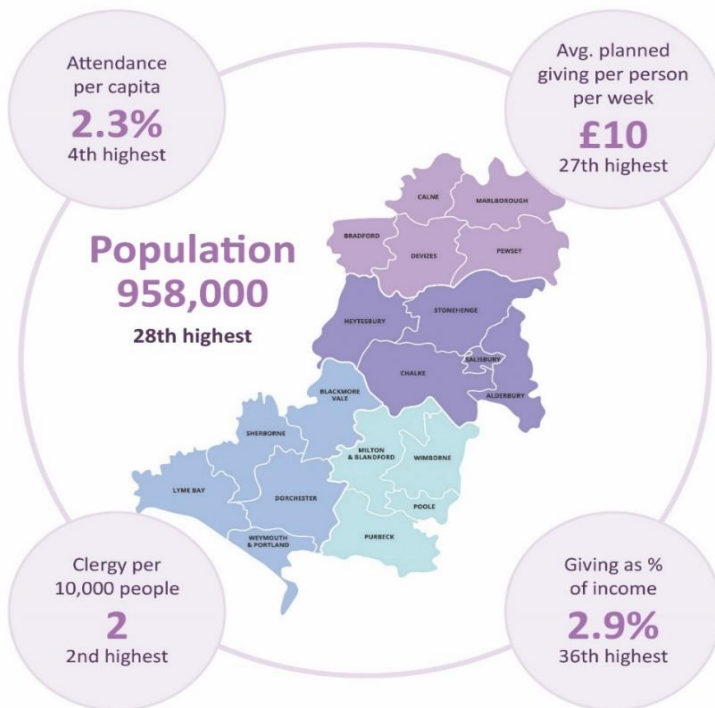 Attendance
per capita
2.3%
4th highest
Avg. planned
giving per person
per week
£10
27th highest
Population
958,000
28th highest
CALNE
MARLBOROUGH
BRADFORD
DEVIZES
PEWSEY
HEYTESBURY
STONEHENGE
SALISBURY
CHALKE
ALDERBURY
BLACKMORE
VALE
SHERBORNE
MILTON
& BLANDFORD
WIMBORNE
LYME BAY
DORCHESTER
POOLE
WEYMOUTH
& PORTLAND
PURBECK
Clergy per
10,000 people
2
2nd highest
Giving as %
of income
2.9%
36th highest